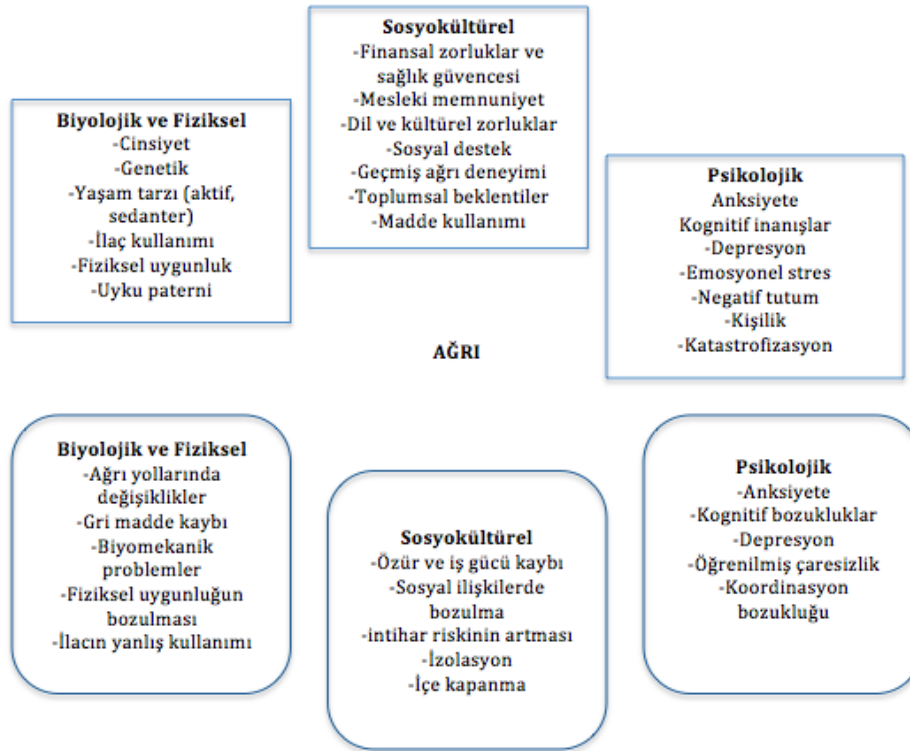 Sosyokültürel
-Finansal zorluklar ve
sağlık güvencesi
-Mesleki memnuniyet
-Dil ve kültürel zorluklar
-Sosyal destek
-Geçmiş ağrı deneyimi
-Toplumsal beklentiler
-Madde kullanımı
Biyolojik ve Fiziksel
-Cinsiyet
-Genetik
-Yaşam tarzı (aktif,
sedanter)
-İlaç kullanımı
-Fiziksel uygunluk
-Uyku paterni
Psikolojik
Anksiyete
Kognitif inanışlar
-Depresyon
-Emosyonel stres
-Negatif tutum
-Kişilik
-Katastrofizasyon
AĞRI
Biyolojik ve Fiziksel
-Ağrı yollarında
değişiklikler
-Gri madde kaybı
-Biyomekanik
problemler
-Fiziksel uygunluğun
bozulması
-İlacın yanlış kullanımı
Sosyokültürel
-Özür ve iş gücü kaybı
-Sosyal ilişkilerde
bozulma
-intihar riskinin artması
-İzolasyon
-İçe kapanma
Psikolojik
-Anksiyete
-Kognitif bozukluklar
-Depresyon
-Öğrenilmiş çaresizlik
-Koordinasyon
bozukluğu